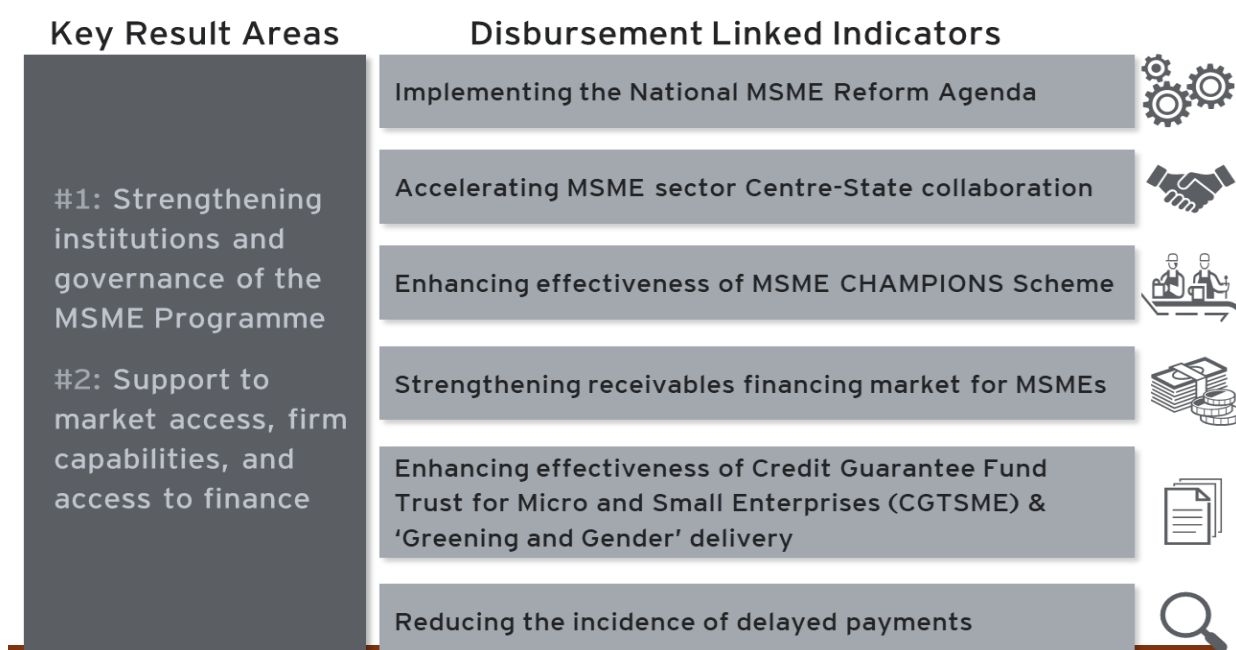 Key Result Areas
Disbursement Linked Indicators
#1: Strengthening
institutions and
governance of the
MSME Programme
#2: Support to
market access, firm
capabilities, and
access to finance
Implementing the National MSME Reform Agenda
Accelerating MSME sector Centre-State collaboration
Enhancing effectiveness of MSME CHAMPIONS Scheme
Strengthening receivables financing market for MSMEs
Enhancing effectiveness of Credit Guarantee Fund
Trust for Micro and Small Enterprises (CGTSME) &
‘Greening and Gender’ delivery
Reducing the incidence of delayed payments